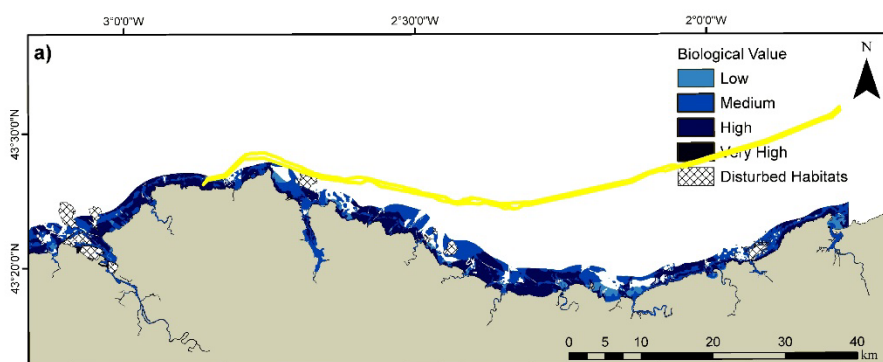 3°0'0"W 2°30'0"W 2°0'0"W
a)
N
Biological Value
Low
Medium
High
Very High
Disturbed Habitats
43°30'0"N
43°20'0"N
0 5 10 20 30 40
km